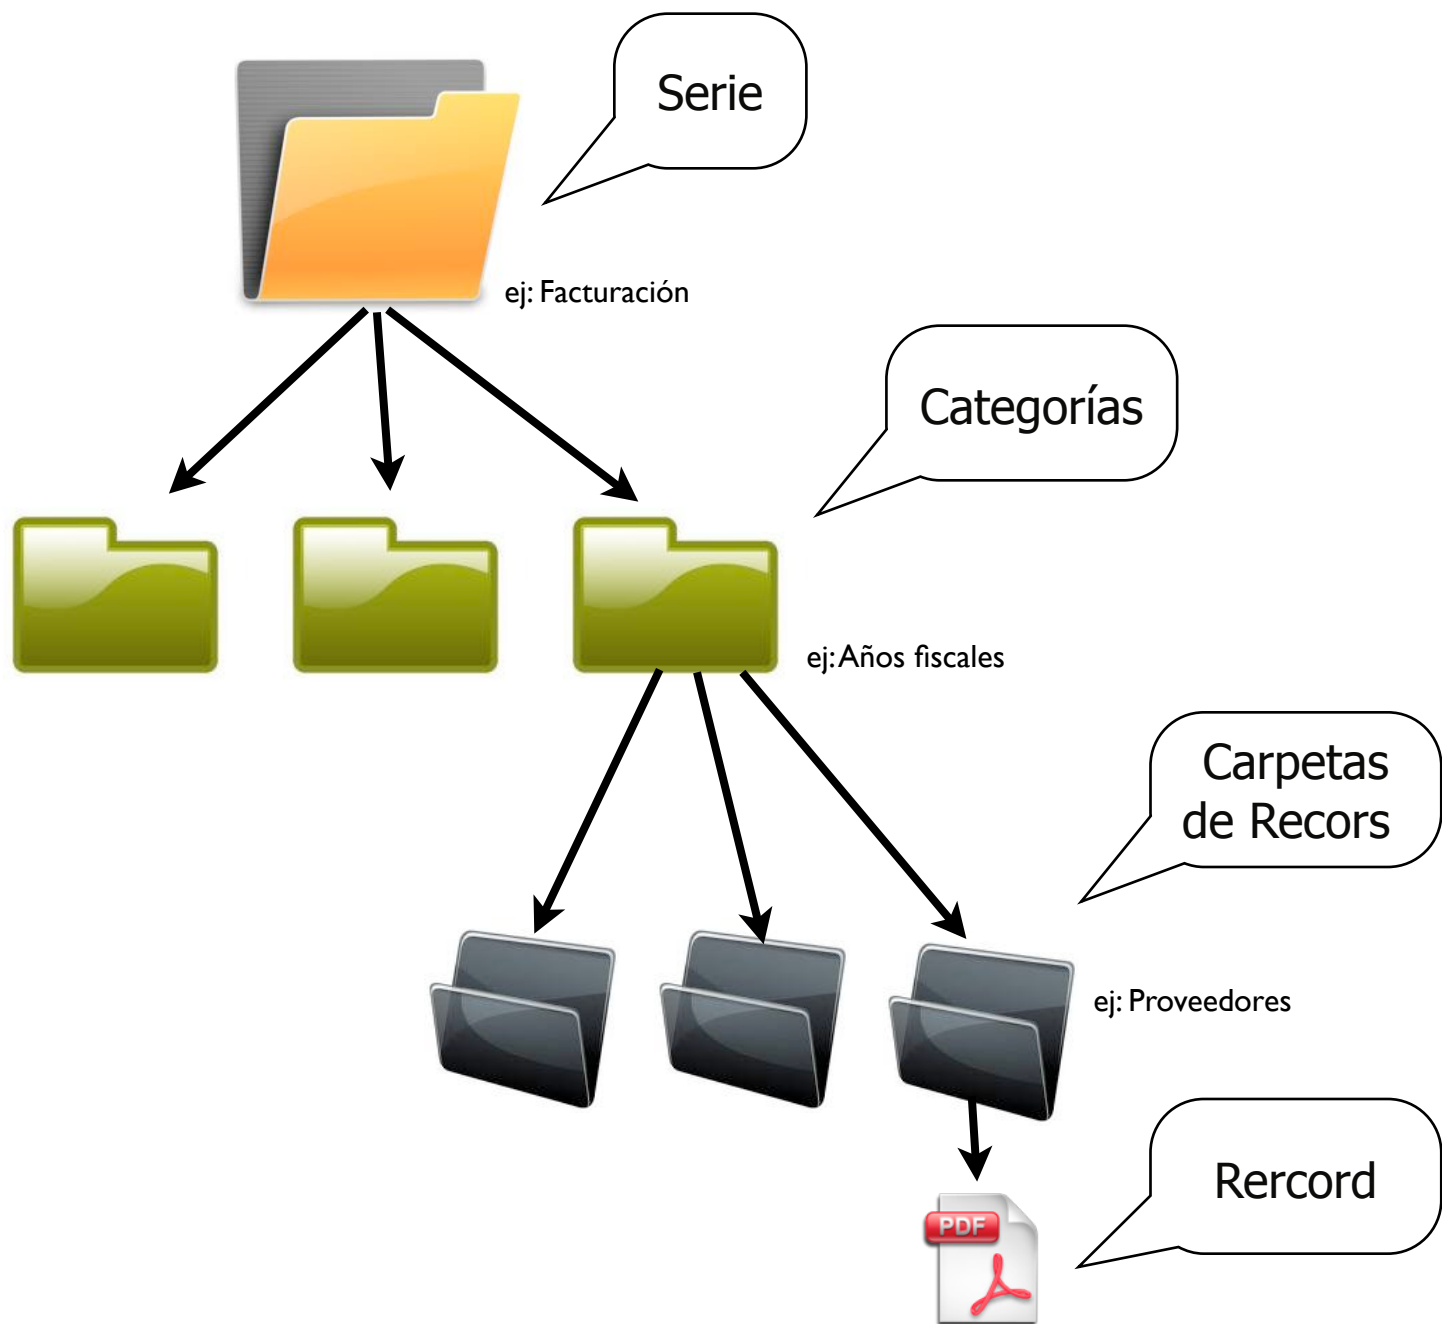 Serie
ej: Facturación
Categorías
ej: Años fiscales
Carpetas
de Recors
ej: Proveedores
Rercord
PDF